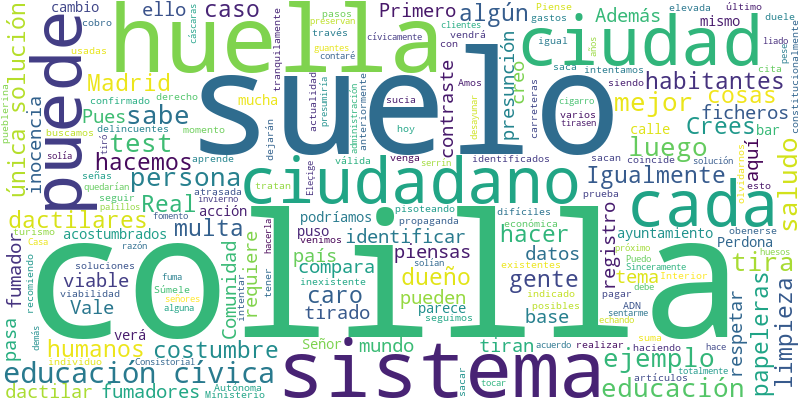 huella
ciudad
suelo
puede
ciudadano
cada
colilla
sistema
cambio
cobro
ello
caso
pasos
preservan
cáscaras
través
guantes
contaré
Primero
algún
Además
mismo
Piense
gastos
elevada
último
clientes
vendrá
cívicamente
tranquilamente
usadas
pueblerina
única solución
inocencia
Madrid
confirmado
derecho
mucha
Pues
sabe
delincuentes
buscamos
momento
test
hacemos
persona
solía
tiró
aprende
señas
atrasada
quedarían
seguir
palillos
invierno
dejarán
actualidad
presumiría
administración
anteriormente
hoy
sucia
contraste
con
Amos
desayunar
presunción
creo
carreteras
igual
saca
intentamos
años
siendo
habitantes
cosas
mejor
cigarro
varios
tirasen
calle
ficheros
Crees
bar
luego
aquí
coincide
solución
olvidarnos
esto
Igualmente
saludo
duele
liado
cita
pese
constitucionalmente
dactilares
Real
tratan
Elecige
válida
venga
serrín
identificados
sacan
prueba
acostumbrados
acción
multa
fomento
turismo
Casa
razón
hacerla
podríamos
pisoteando
propaganda
difíciles
hacer
registro
ayuntamiento
obenerse
huesos
Perdona
tira
fumador
pasa
recomiendo
viable
soluciones
viabilidad
Vale
fuma
Súmele
señores
alguna
Comunidad
requiere
tener
intentar
país
inexistente
puso
venimos
identificar
solían
económica
piensas
datos
existentes
compara
caro
tirado
dueño
pueden
parece
seguimos
gente
indicado
posibles
base
tema
Puedo
próximo
Sinceramente
debe
Interior
pagar
ADN
sentarme
echando
respetar
papeleras
limpieza
humanos
costumbre
verá
Señor
mundo
tiran
acuerdo
realizar
suma
haciendo
hace
totalmente
artículos
ejemplo
educación
demás
individuo
Consistorial
educación cívica
dactilar
fumadores
Autónoma
Ministerio
sacar
tocar